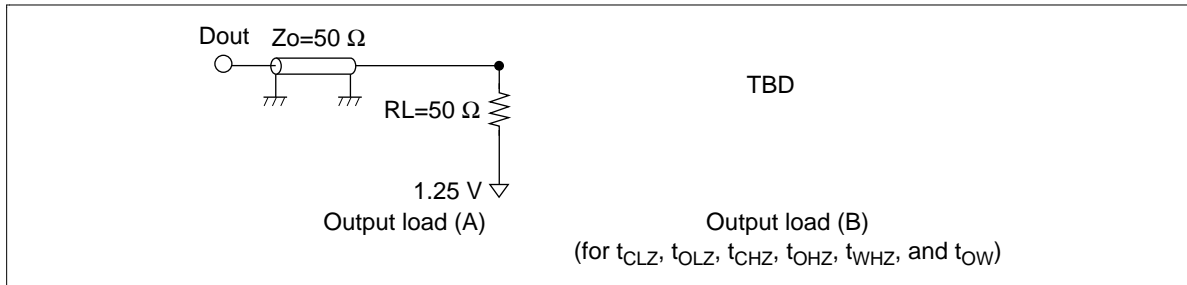 Dout Zo=50 Ω
RL=50 Ω
1.25 V
Output load (A)
TBD
Output load (B)
(for tCLZ, tOLZ, tCHZ, tOHZ, tWHZ, and tOW)